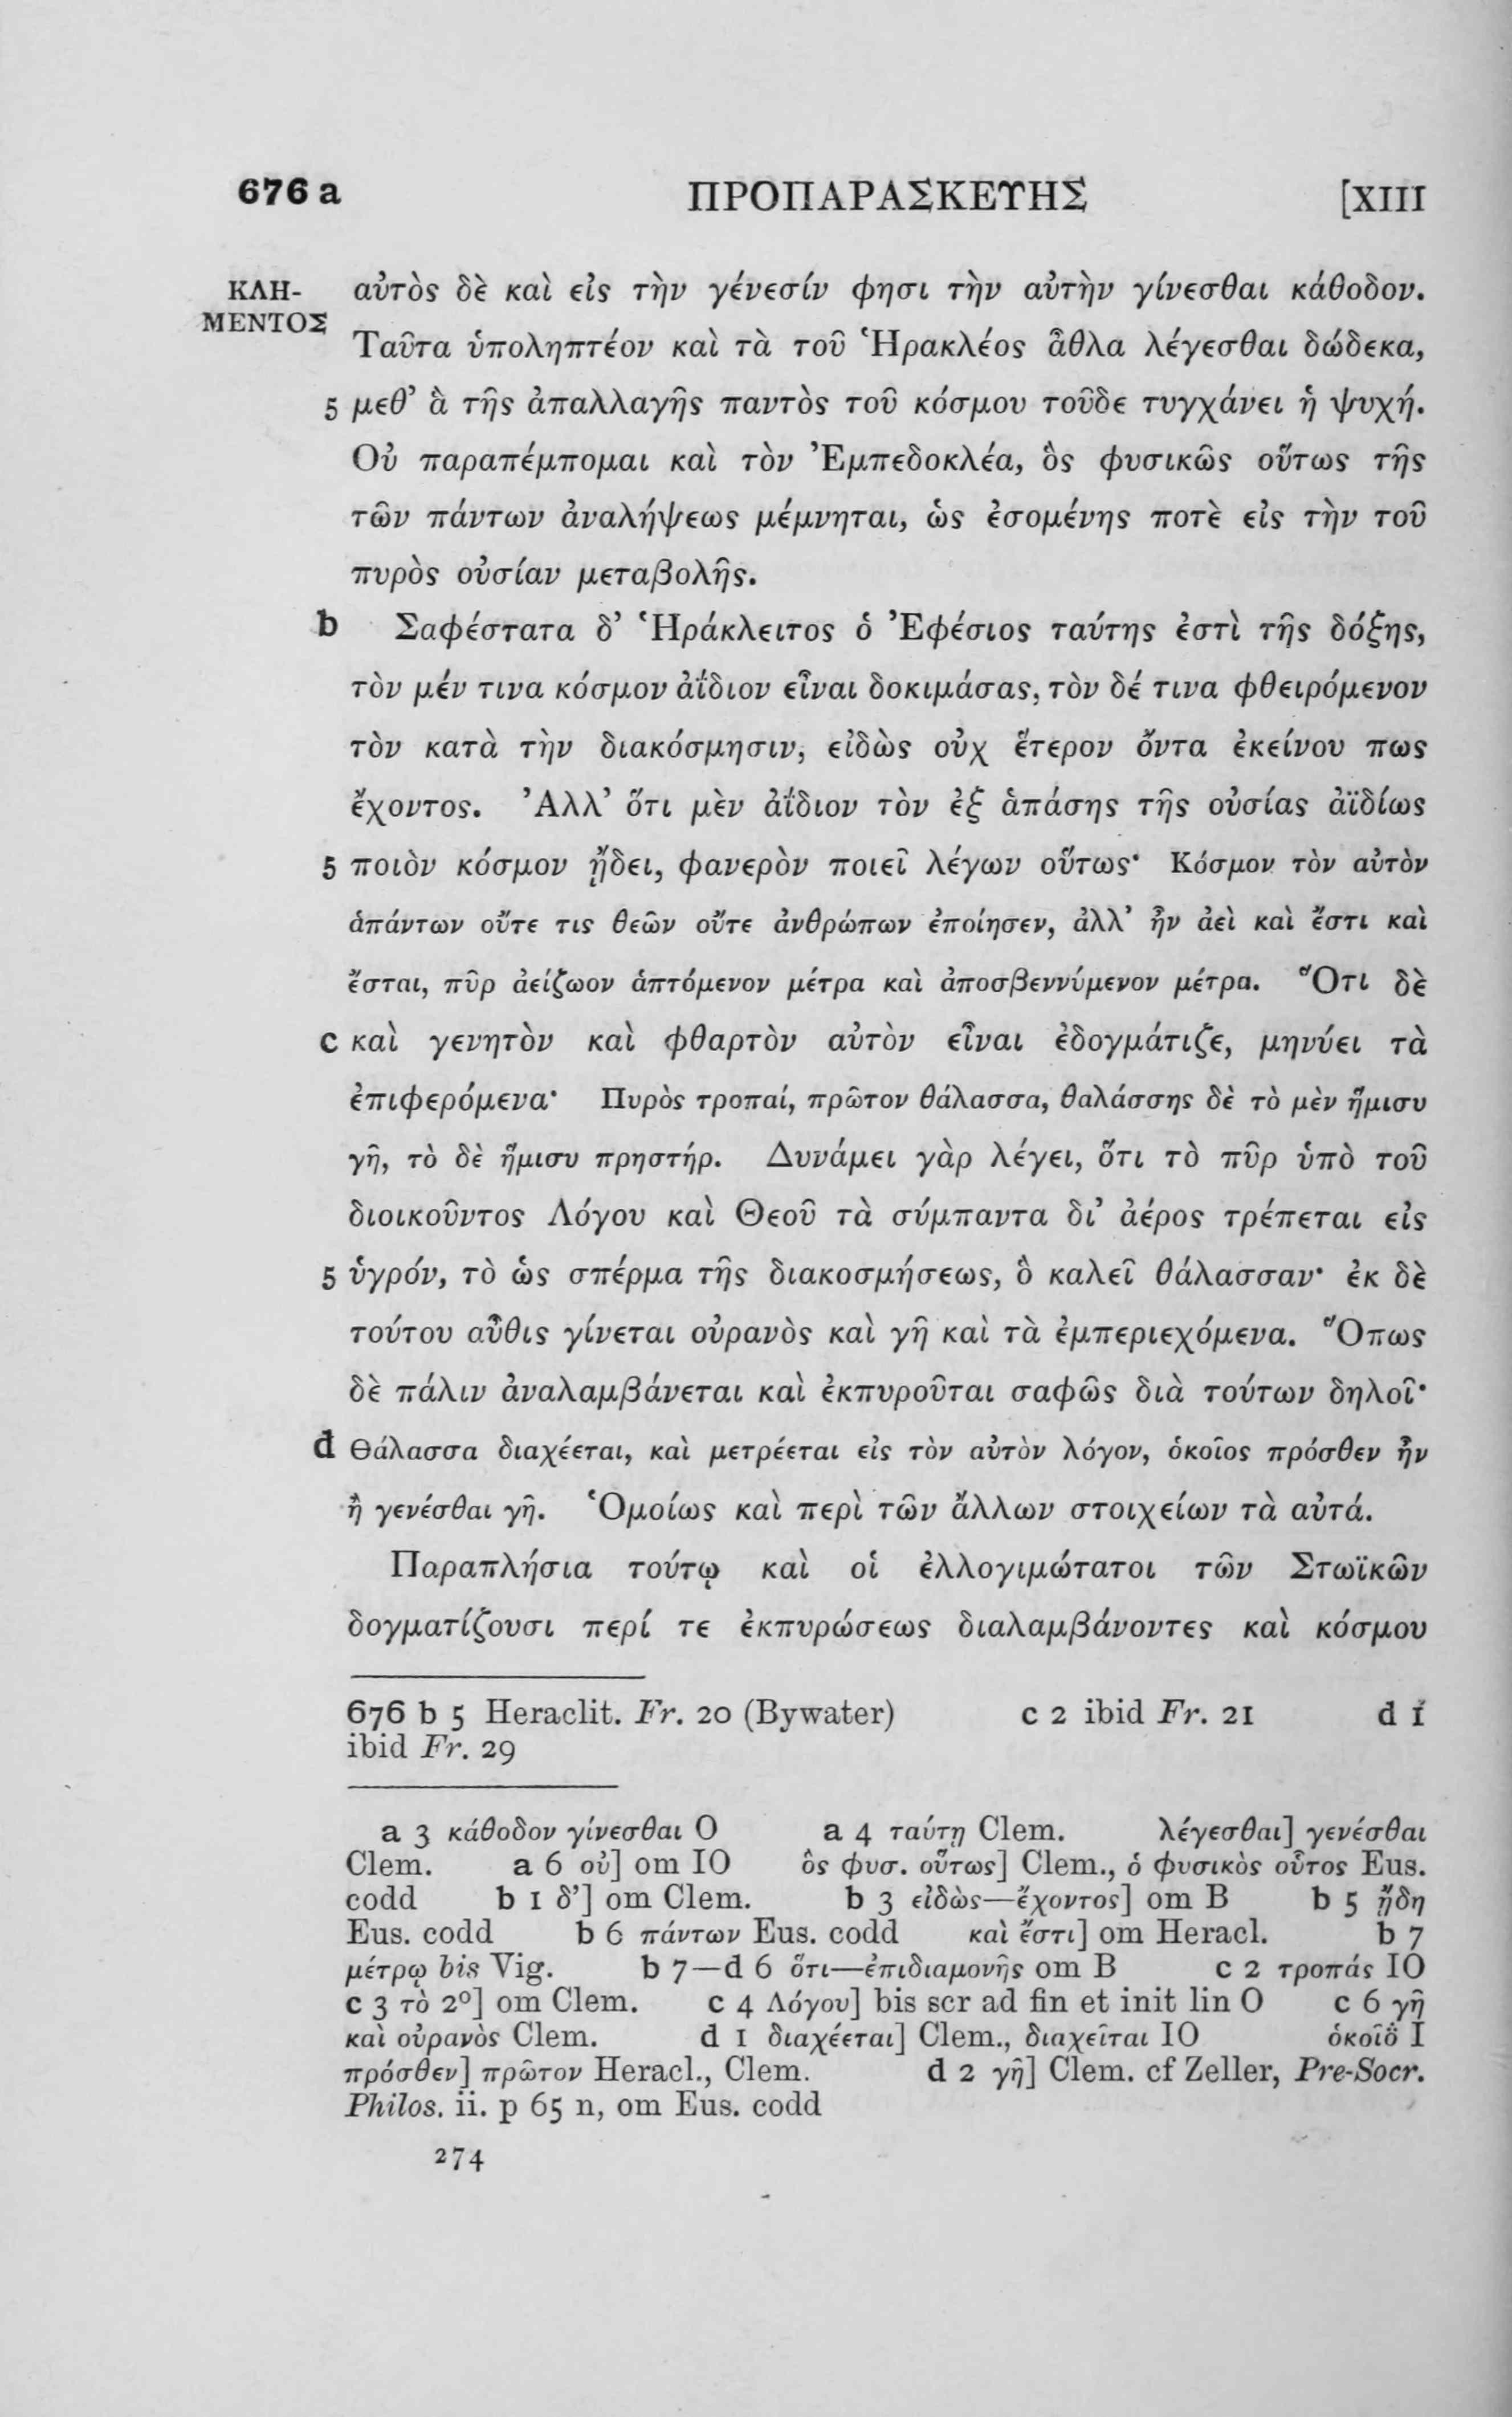 676 a ΠΡΟΠΑΡΑΣΚΕΥΗΣ [XIII
ΚΛΗ-
ΜΕΝΤΟΣ
αὐτὸς δὲ καὶ εἰς τὴν γένεσίν φησι τὴν αὐτὴν γίνεσθαι κάθοδον.
Ταῦτα ὑποληπτέον καὶ τὰ τοῦ Ἡρακλέος ἆθλα λέγεσθαι δώδεκα,
5 μεθ’ ἃ τῆς ἀπαλλαγῆς παντὸς τοῦ κόσμου τοῦδε τυγχάνει ἡ ψυχή.
Οὐ παραπέμπομαι καὶ τὸν Ἐμπεδοκλέα, ὃς φυσικῶς οὕτως τῆς
τῶν πάντων ἀναλήψεως μέμνηται, ὡς ἐσομένης ποτὲ εἰς τὴν τοῦ
πυρὸς οὐσίαν μεταβολῆς.
b Σαφέστατα δ’ Ἡράκλειτος ὁ Ἐφέσιος ταύτης ἐστὶ τῆς δόξης,
τὸν μέν τινα κόσμον ἀΐδιον εἶναι δοκιμάσας, τὸν δέ τινα φθειρόμενον
τὸν κατὰ τὴν διακόσμησιν, εἰδὼς οὐχ ἕτερον ὄντα ἐκείνου πως
ἔχοντος. Ἀλλ’ ὅτι μὲν ἀΐδιον τὸν ἐξ ἁπάσης τῆς οὐσίας ἀϊδίως
5 ποιὸν κόσμον ᾔδει, φανερὸν ποιεῖ λέγων οὕτως· Κόσμον τὸν αὐτὸν
ἁπάντων οὔτε τις θεῶν οὔτε ἀνθρώπων ἐποίησεν, ἀλλ’ ἦν ἀεὶ καὶ ἔστι καὶ
ἔσται, πῦρ ἀείζωον ἁπτόμενον μέτρα καὶ ἀποσβεννύμενον μέτρα. Ὅτι δὲ
c καὶ γενητὸν καὶ φθαρτὸν αὐτὸν εἶναι ἐδογμάτιζε, μηνύει τὰ
ἐπιφερόμενα· Πυρὸς τροπαί, πρῶτον θάλασσα, θαλάσσης δὲ τὸ μὲν ἥμισυ
γῆ, τὸ δὲ ἥμισυ πρηστήρ. Δυνάμει γὰρ λέγει, ὅτι τὸ πῦρ ὑπὸ τοῦ
διοικοῦντος Λόγου καὶ Θεοῦ τὰ σύμπαντα δι’ ἀέρος τρέπεται εἰς
5 ὑγρόν, τὸ ὡς σπέρμα τῆς διακοσμήσεως, ὃ καλεῖ θάλασσαν· ἐκ δὲ
τούτου αὖθις γίνεται οὐρανὸς καὶ γῆ καὶ τὰ ἐμπεριεχόμενα. Ὅπως
δὲ πάλιν ἀναλαμβάνεται καὶ ἐκπυροῦται σαφῶς διὰ τούτων δηλοῖ·
d Θάλασσα διαχέεται, καὶ μετρέεται εἰς τὸν αὐτὸν λόγον, ὁκοῖος πρόσθεν ἦν
ἢ γενέσθαι γῆ. Ὁμοίως καὶ περὶ τῶν ἄλλων στοιχείων τὰ αὐτά.
Παραπλήσια τούτῳ καὶ οἱ ἐλλογιμώτατοι τῶν Στωϊκῶν
δογματίζουσι περί τε ἐκπυρώσεως διαλαμβάνοντες καὶ κόσμου
676 b 5 Heraclit. Fr. 20 (Bywater) c 2 ibid Fr. 21 d 1
ibid Fr. 29
a 3 κάθοδον γίνεσθαι O a 4 ταύτῃ Clem. λέγεσθαι] γενέσθαι
Clem. a 6 οὐ] om IO ὃς φυσ. οὕτως] Clem., ὁ φυσικὸς οὗτος Eus.
codd b 1 δ’] om Clem. b 3 εἰδὼς—ἔχοντος] om B b 5 ᾔδη
Eus. codd b 6 πάντων Eus. codd καὶ ἔστι] om Heracl. b 7
μέτρῳ bis Vig. b 7—d 6 ὅτι—ἐπιδιαμονῆς om B c 2 τροπάς IO
c 3 τὸ 2º] om Clem. c 4 Λόγου] bis scr ad fin et init lin O c 6 γῆ
καὶ οὐρανὸς Clem. d 1 διαχέεται] Clem., διαχεῖται IO ὁκοῖο̈ I
πρόσθεν] πρῶτον Heracl., Clem. d 2 γῆ] Clem. cf Zeller, Pre-Socr.
Philos. ii. p 65 n, om Eus. codd
274